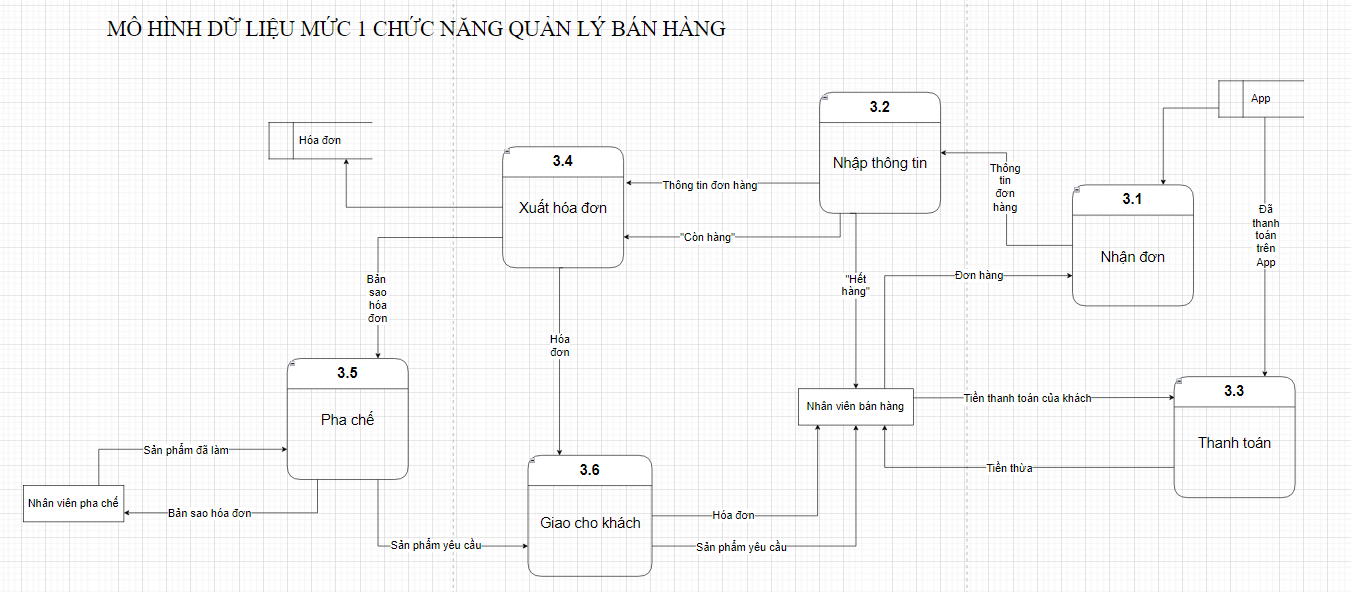 MÔ HÌNH DỮ LIỆU MỨC 1 CHỨC NĂNG QUẢN LÝ BÁN HÀNG
App
3.2
Nhập thông tin
Hóa đơn
3.4
Xuất hóa đơn
Thông tin đơn hàng
"Còn hàng"
Thông
tin
đơn
hàng
3.1
Nhận đơn
Đã
thanh
toán
trên
App
Đơn hàng
"Hết
hàng"
Bản
sao
hóa
đơn
Hóa
đơn
3.5
Pha chế
Nhân viên bán hàng
Tiền thanh toán của khách
3.3
Thanh toán
Tiền thừa
Sản phẩm đã làm
Nhân viên pha chế
Bản sao hóa đơn
3.6
Giao cho khách
Hóa đơn
Sản phẩm yêu cầu
Sản phẩm yêu cầu